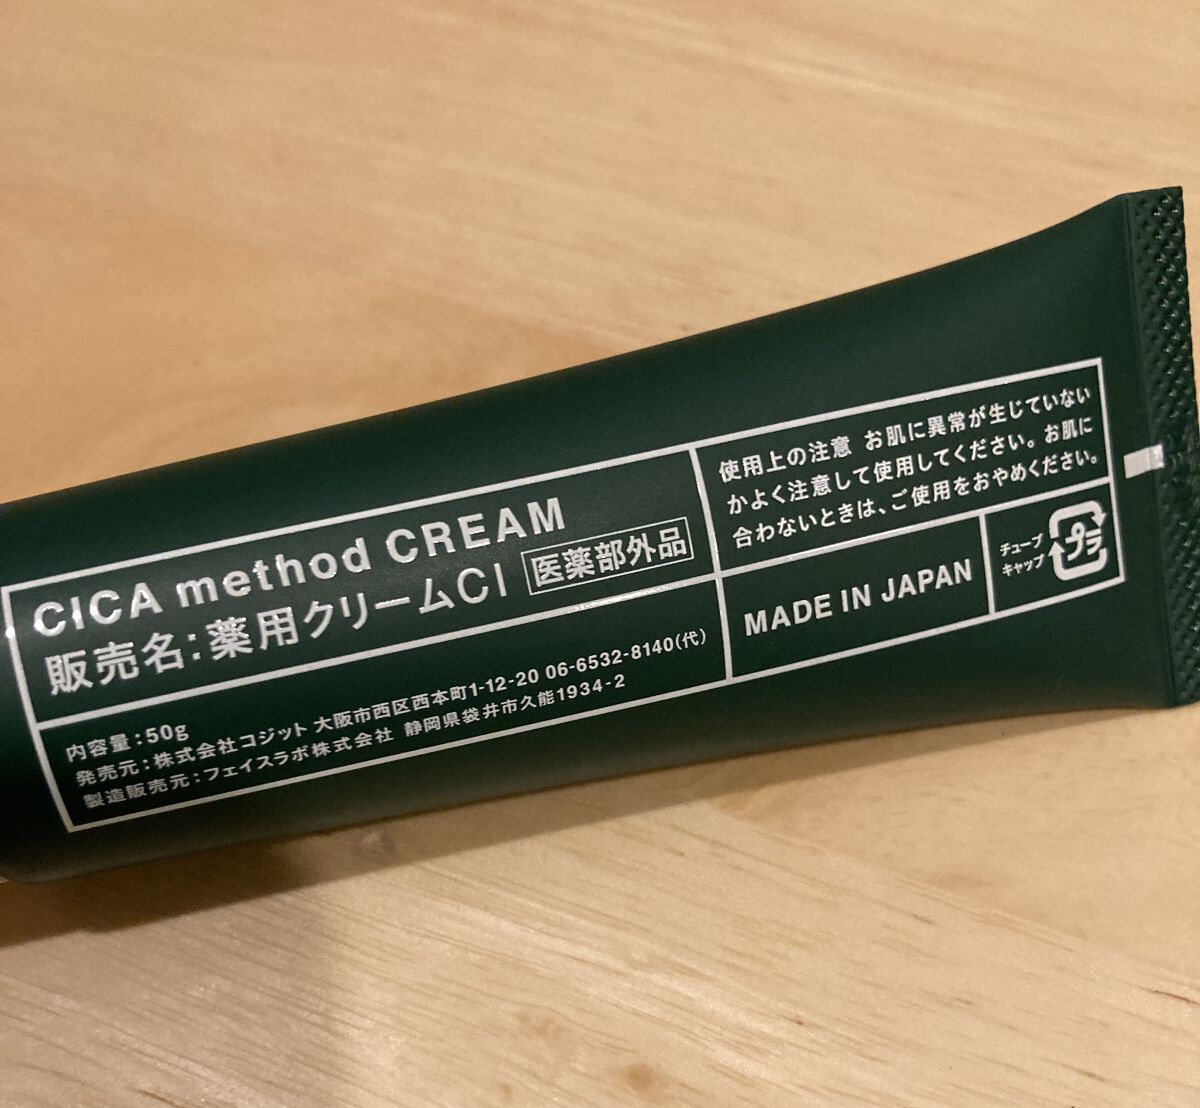 CICA method CREAM
販売名:薬用クリームCI 医薬部外品
内容量:50g
発売元:株式会社コジット 大阪市西区西本町1-12-20 06-6532-8140(代)
製造販売元:フェイスラボ株式会社 静岡県袋井市久能1934-2
使用上の注意 お肌に異常が生じていない
かよく注意して使用してください。お肌に
合わないときは、ご使用をおやめください。
MADE IN JAPAN
チューブ
キャップ
プラ